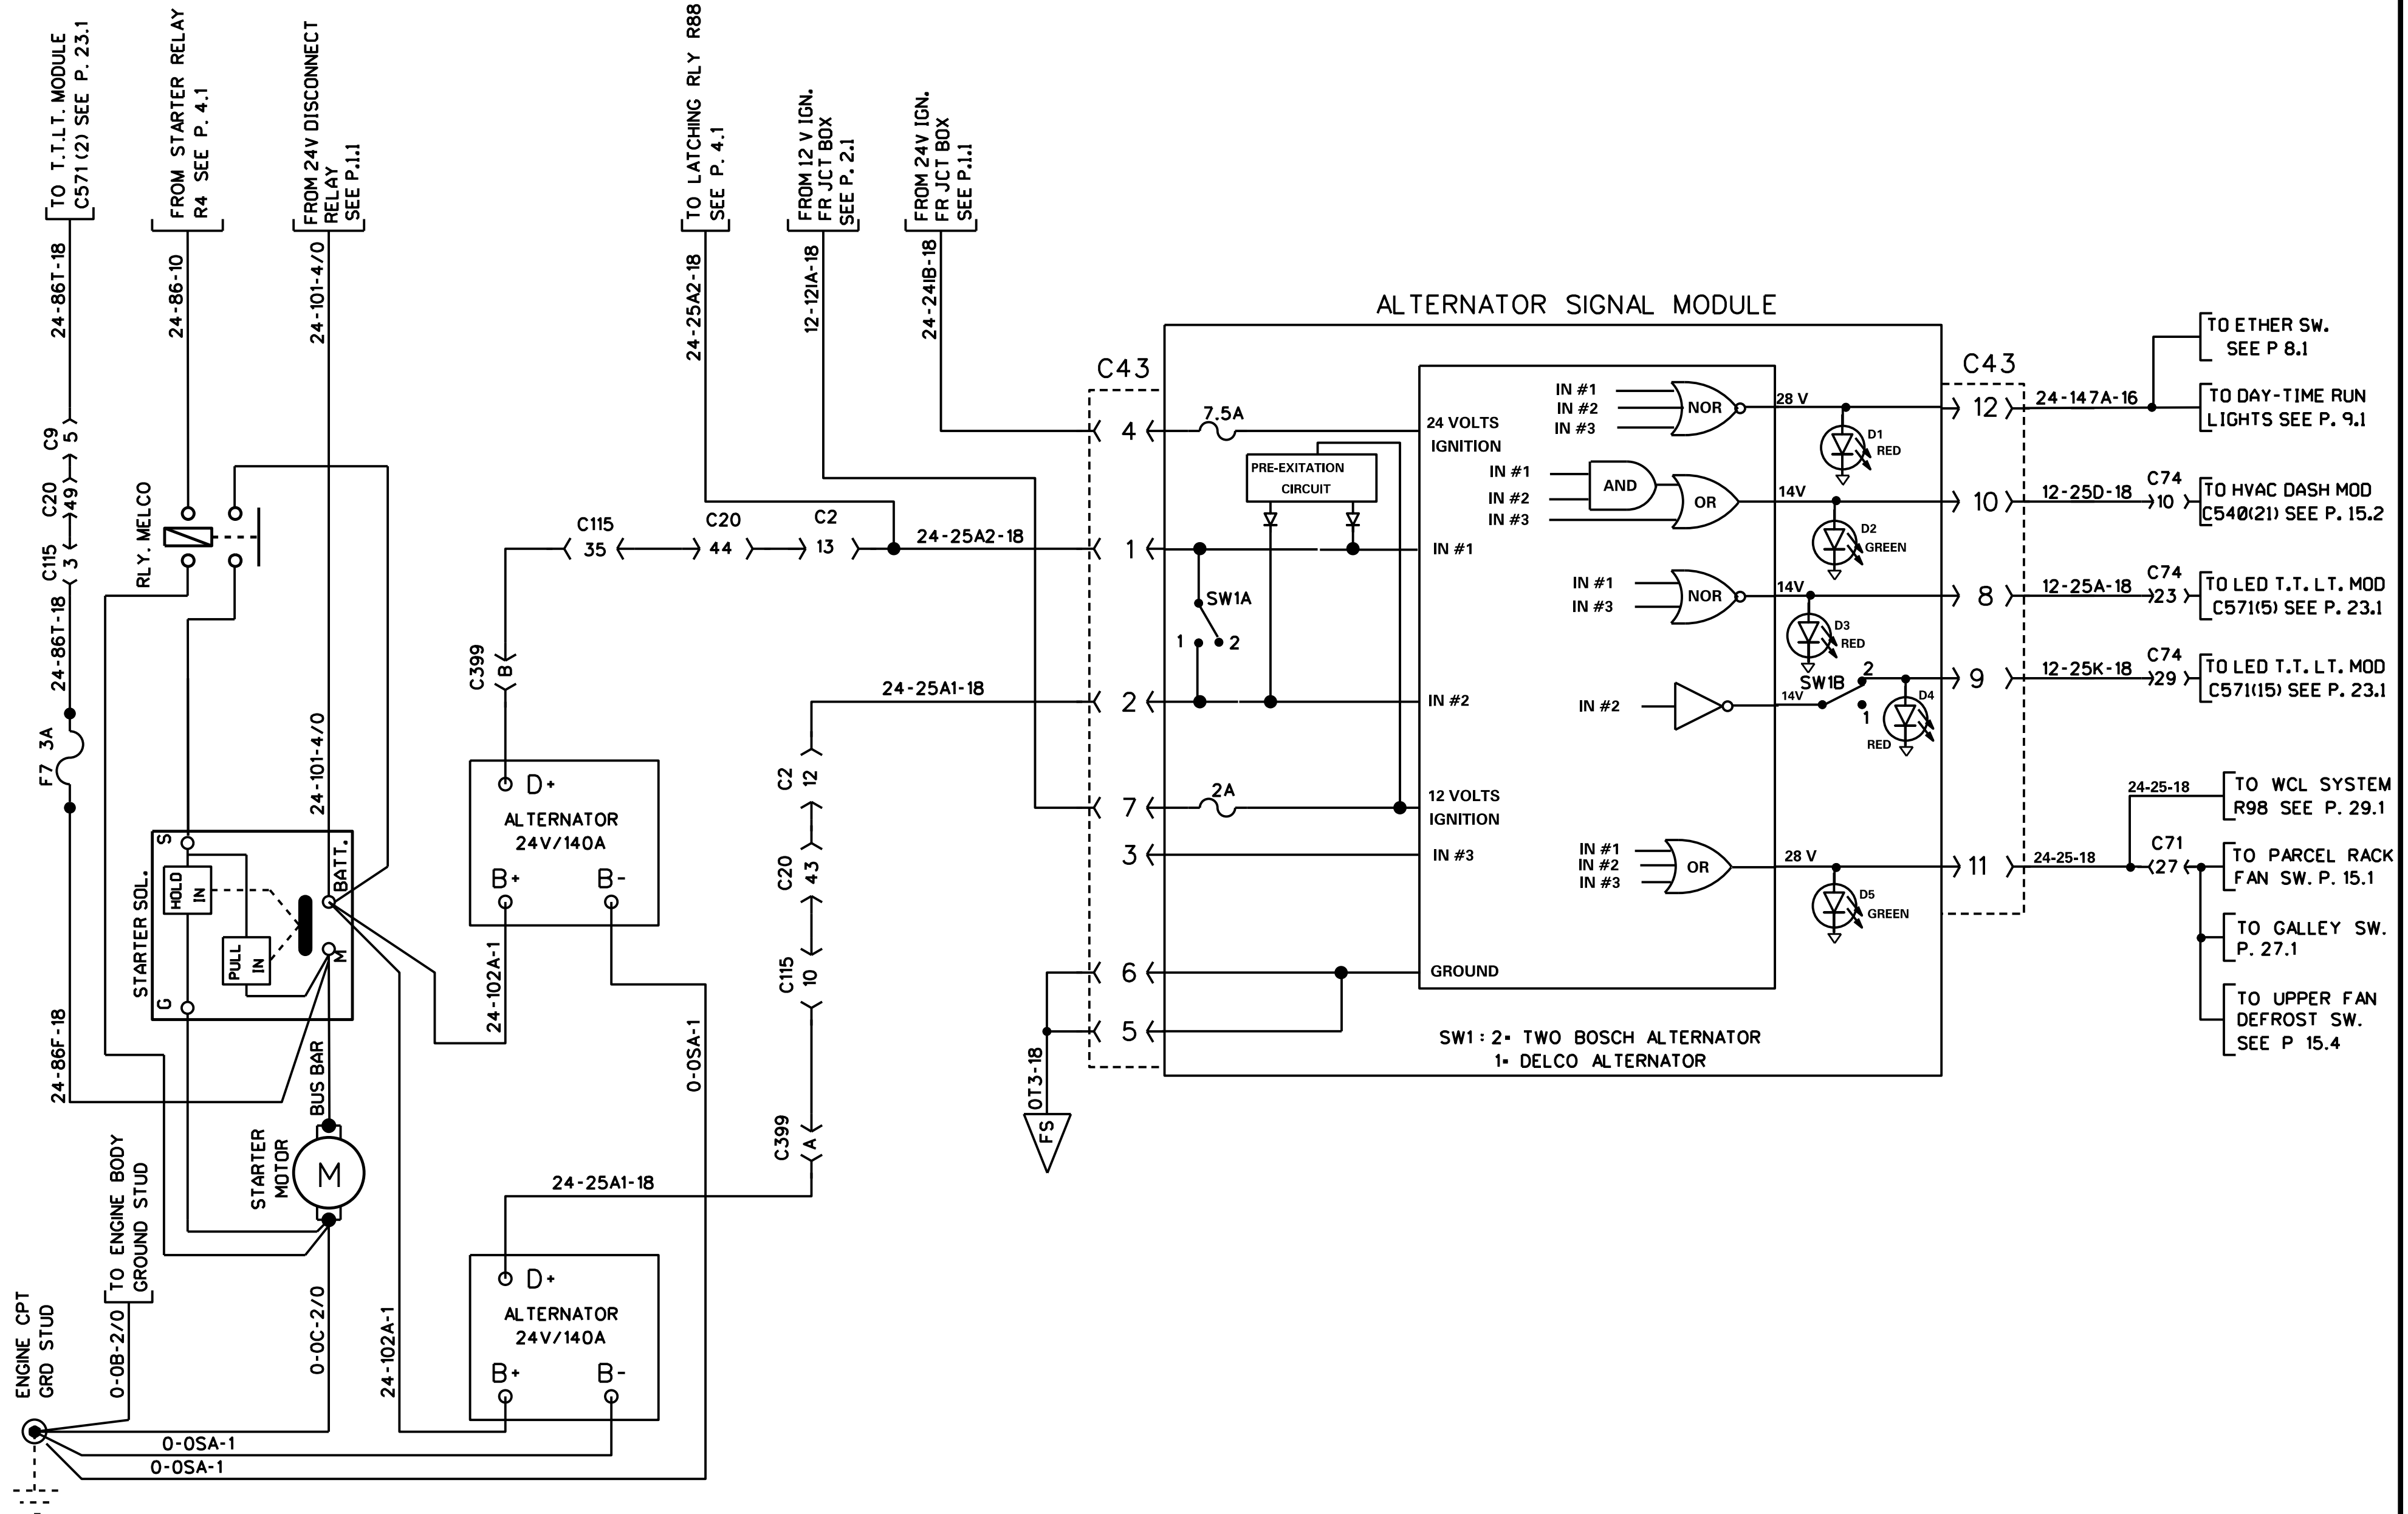 TO T.T.LT. MODULE
C571 (2) SEE P. 23.1
FROM STARTER RELAY
R4 SEE P. 4.1
FROM 24V DISCONNECT
RELAY
SEE P.1.1
TO LATCHING RLY R88
SEE P. 4.1
FROM 12 V IGN.
FR JCT BOX
SEE P. 2.1
FROM 24V IGN.
FR JCT BOX
SEE P.1.1
24-86T-18
24-86-10
24-101-4/0
24-25A2-18
12-121A-18
24-241B-18
C9
5
C20
49
C115
3
24-86T-18
F7 3A
24-86F-18
RLY. MELCO
24-101-4/0
STARTER SOL.
S
HOLD
IN
PULL
IN
G
BATT.
M
BUS BAR
STARTER
MOTOR
M
TO ENGINE BODY
GROUND STUD
ENGINE CPT
GRD STUD
0-0B-2/0
0-0C-2/0
24-102A-1
0-0SA-1
0-0SA-1
C115
35
C20
44
C2
13
24-25A2-18
C399
B
D+
ALTERNATOR
24V/140A
B+
B-
24-102A-1
0-0SA-1
24-25A1-18
C2
12
C20
43
C115
10
C399
A
24-25A1-18
D+
ALTERNATOR
24V/140A
B+
B-
ALTERNATOR SIGNAL MODULE
C43
4
1
2
7
3
6
5
0T3-18
FS
7.5A
PRE-EXITATION
CIRCUIT
SW1A
1
2
2A
24 VOLTS
IGNITION
IN #1
IN #2
12 VOLTS
IGNITION
IN #3
GROUND
IN #1
IN #2
IN #3
NOR
28 V
D1
RED
IN #1
IN #2
IN #3
AND
OR
14V
D2
GREEN
IN #1
IN #3
NOR
14V
D3
RED
IN #2
14V
SW1B
2
1
D4
RED
IN #1
IN #2
IN #3
OR
28 V
D5
GREEN
SW1 : 2- TWO BOSCH ALTERNATOR
1- DELCO ALTERNATOR
C43
12
10
8
9
11
24-147A-16
TO ETHER SW.
SEE P 8.1
TO DAY-TIME RUN
LIGHTS SEE P. 9.1
12-25D-18
C74
10
TO HVAC DASH MOD
C540(21) SEE P. 15.2
12-25A-18
C74
23
TO LED T.T. LT. MOD
C571(5) SEE P. 23.1
12-25K-18
C74
29
TO LED T.T. LT. MOD
C571(15) SEE P. 23.1
24-25-18
TO WCL SYSTEM
R98 SEE P. 29.1
24-25-18
C71
27
TO PARCEL RACK
FAN SW. P. 15.1
TO GALLEY SW.
P. 27.1
TO UPPER FAN
DEFROST SW.
SEE P 15.4